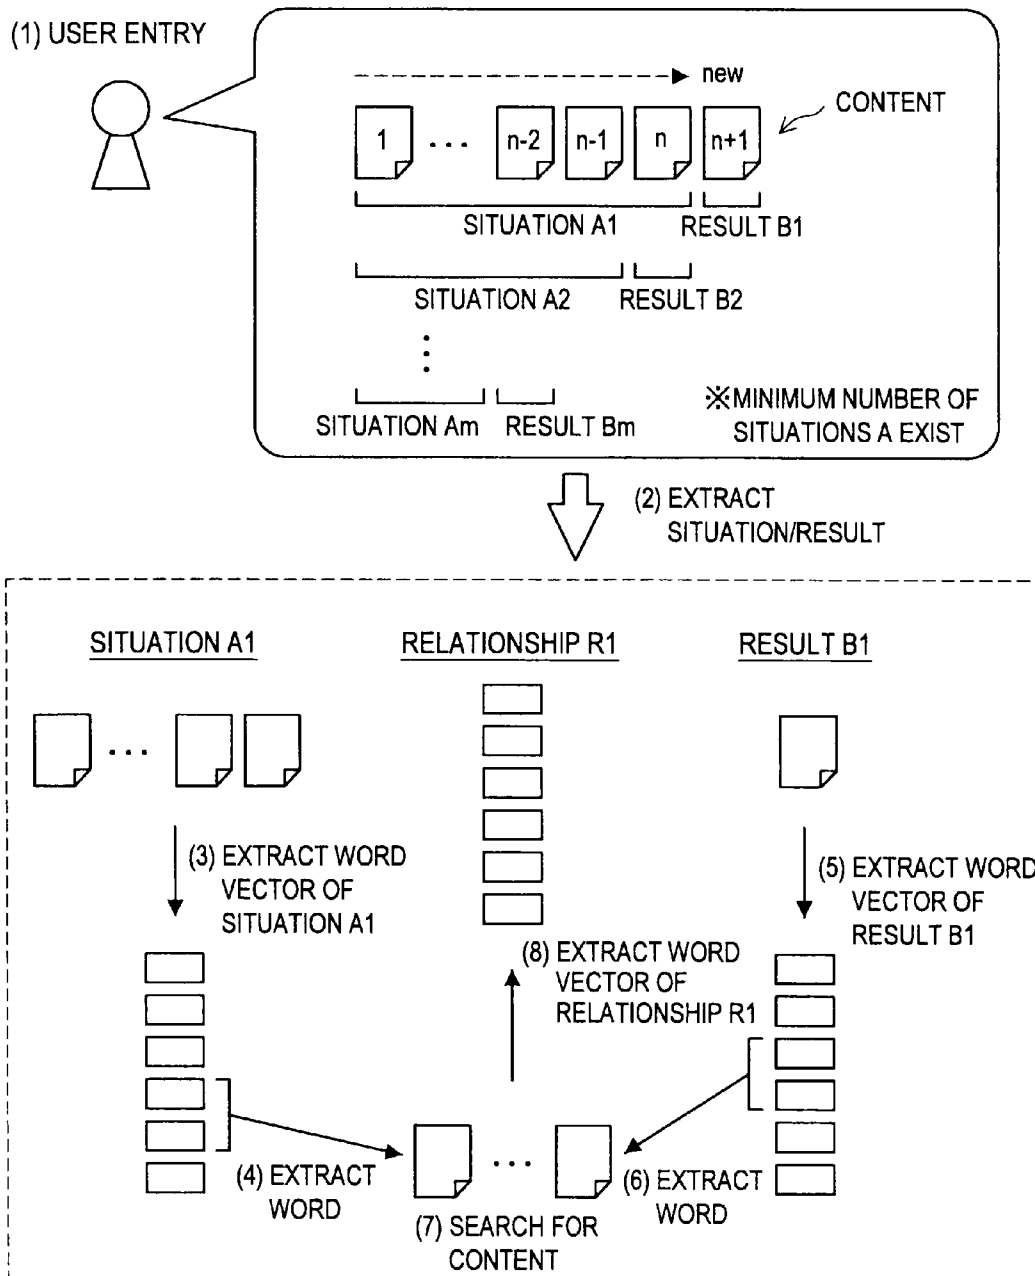 (1) USER ENTRY
new
CONTENT
1 ... n-2 n-1 n n+1
SITUATION A1 RESULT B1
SITUATION A2 RESULT B2
SITUATION Am RESULT Bm
※MINIMUM NUMBER OF
SITUATIONS A EXIST
(2) EXTRACT
SITUATION/RESULT
SITUATION A1
RELATIONSHIP R1
RESULT B1
...
(3) EXTRACT WORD
VECTOR OF
SITUATION A1
(5) EXTRACT WORD
VECTOR OF
RESULT B1
(8) EXTRACT WORD
VECTOR OF
RELATIONSHIP R1
(4) EXTRACT
WORD
...
(6) EXTRACT
WORD
(7) SEARCH FOR
CONTENT